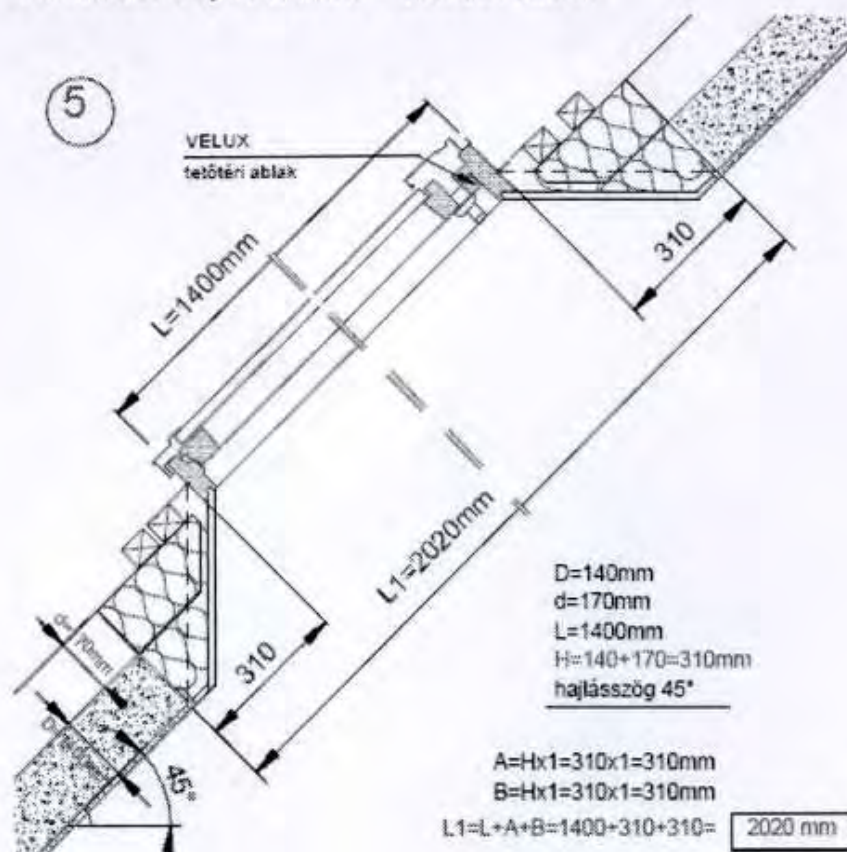 5
VELUX
tetőtéri ablak
L=1400mm
310
L1=2020mm
310
45°
D=140mm
d=170mm
L=1400mm
H=140+170=310mm
hajlásszög 45°
A=Hx1=310x1=310mm
B=Hx1=310x1=310mm
L1=L+A+B=1400+310+310= 2020 mm